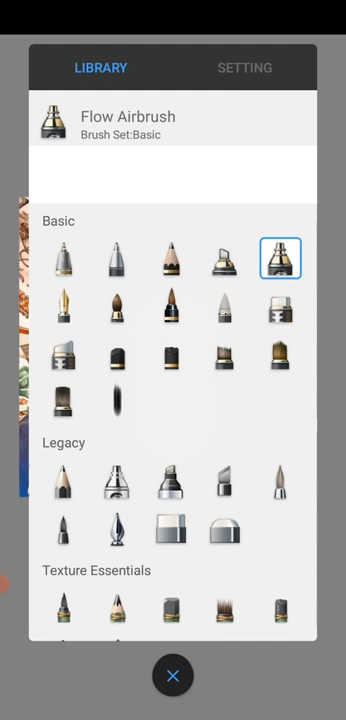 LIBRARY
SETTING
Flow Airbrush
Brush Set:Basic
Basic
Legacy
Texture Essentials